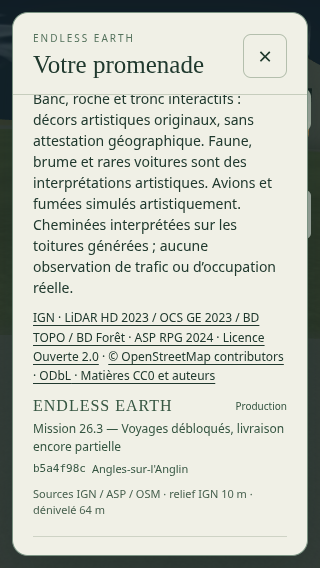 ENDLESS EARTH
Votre promenade
×
Banc, roche et tronc interactifs :
décors artistiques originaux, sans
attestation géographique. Faune,
brume et rares voitures sont des
interprétations artistiques. Avions et
fumées simulés artistiquement.
Cheminées interprétées sur les
toitures générées ; aucune
observation de trafic ou d’occupation
réelle.
IGN · LiDAR HD 2023 / OCS GE 2023 / BD
TOPO / BD Forêt · ASP RPG 2024 · Licence
Ouverte 2.0 · © OpenStreetMap contributors
· ODbL · Matières CC0 et auteurs
ENDLESS EARTH Production
Mission 26.3 — Voyages débloqués, livraison
encore partielle
b5a4f98c Angles-sur-l'Anglin
Sources IGN / ASP / OSM · relief IGN 10 m ·
dénivelé 64 m